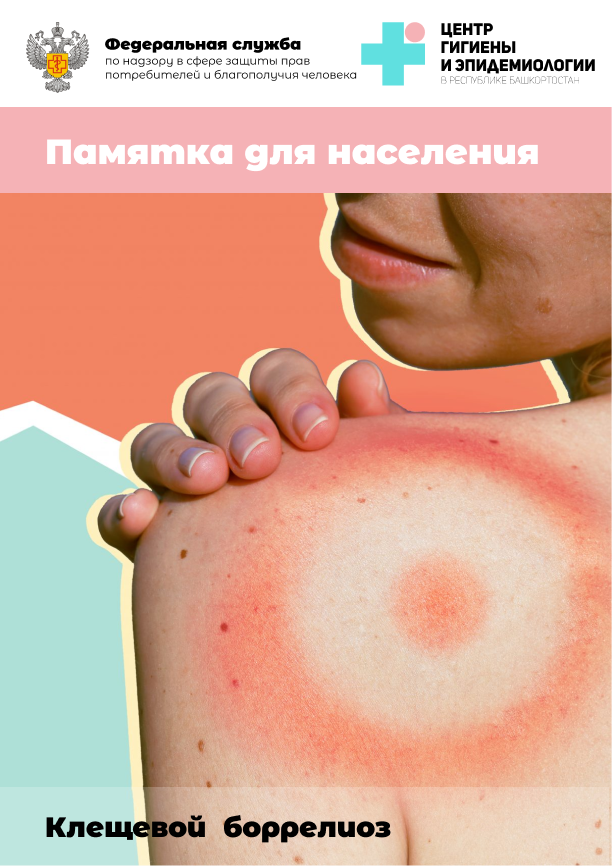 Федеральная служба
по надзору в сфере защиты прав
потребителей и благополучия человека
ЦЕНТР
ГИГИЕНЫ
И ЭПИДЕМИОЛОГИИ
В РЕСПУБЛИКЕ БАШКОРТОСТАН
Памятка для населения
Клещевой боррелиоз